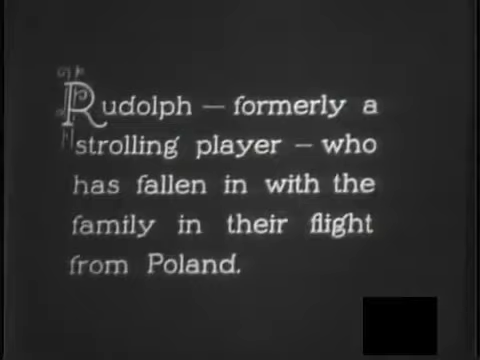 Rudolph — formerly a
strolling player — who
has fallen in with the
family in their flight
from Poland.